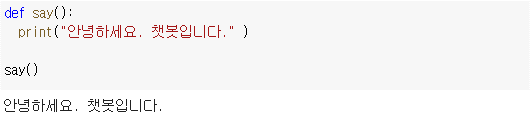 def say():
  print("안녕하세요. 챗봇입니다." )
say()
안녕하세요. 챗봇입니다.